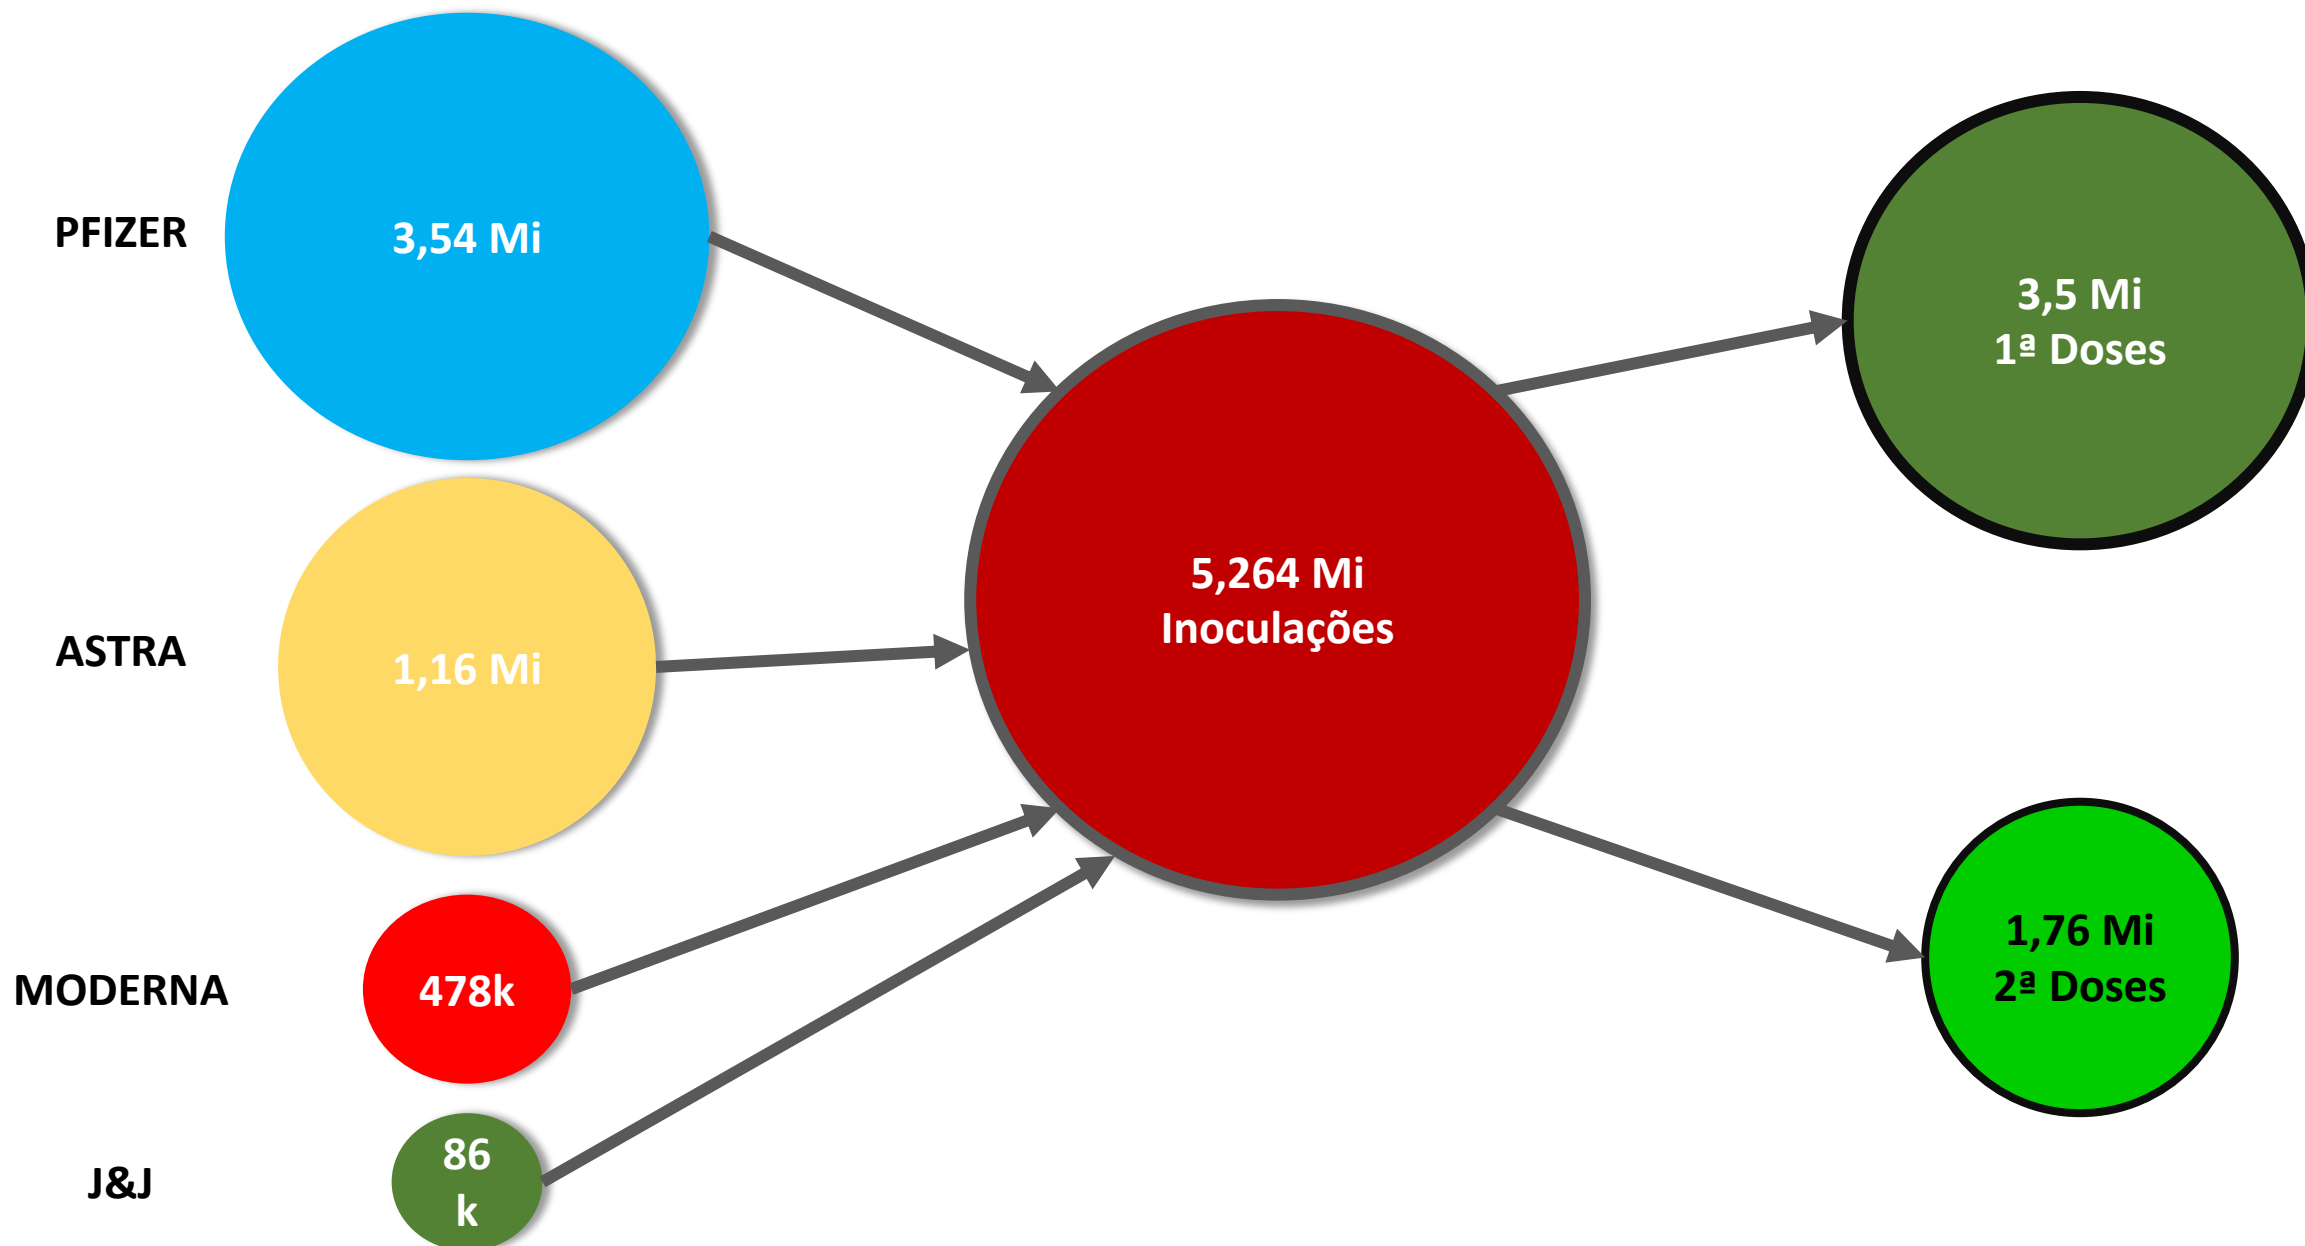 PFIZER
3,54 Mi
ASTRA
1,16 Mi
MODERNA
478k
J&J
86
k
5,264 Mi
Inoculações
3,5 Mi
1ª Doses
1,76 Mi
2ª Doses